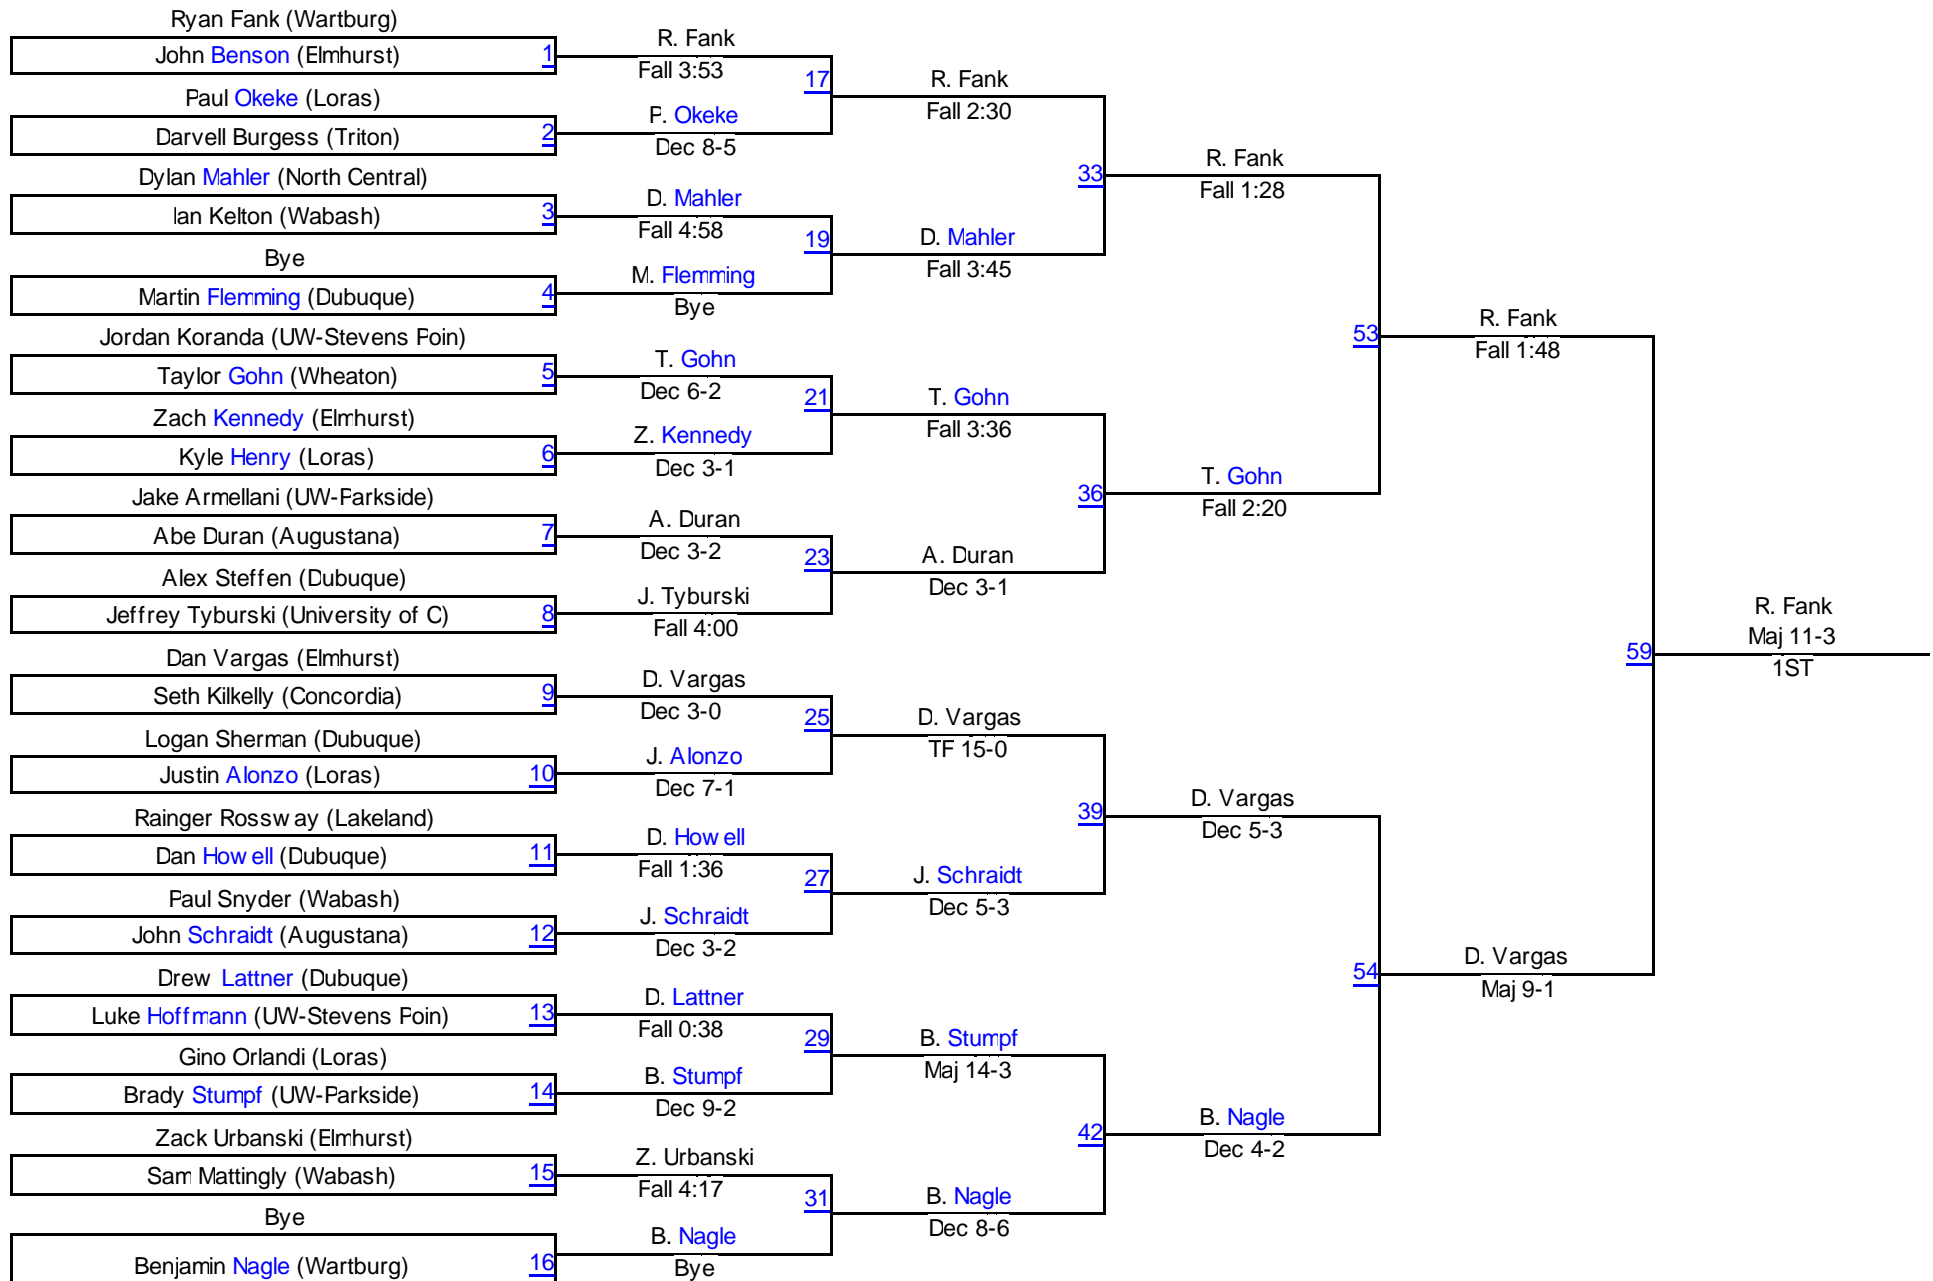 Ryan Fank (Wartburg)
John Benson (Elmhurst) 1
Paul Okeke (Loras)
Darvell Burgess (Triton) 2
Dylan Mahler (North Central)
Ian Kelton (Wabash) 3
Bye
Martin Flemming (Dubuque) 4
Jordan Koranda (UW-Stevens Poin)
Taylor Gohn (Wheaton) 5
Zach Kennedy (Elmhurst)
Kyle Henry (Loras) 6
Jake Armellani (UW-Parkside)
Abe Duran (Augustana) 7
Alex Steffen (Dubuque)
Jeffrey Tyburski (University of C) 8
Dan Vargas (Elmhurst)
Seth Kilkelly (Concordia) 9
Logan Sherman (Dubuque)
Justin Alonzo (Loras) 10
Rainger Rossway (Lakeland)
Dan Howell (Dubuque) 11
Paul Snyder (Wabash)
John Schraidt (Augustana) 12
Drew Lattner (Dubuque)
Luke Hoffmann (UW-Stevens Poin) 13
Gino Orlandi (Loras)
Brady Stumpf (UW-Parkside) 14
Zack Urbanski (Elmhurst)
Sam Mattingly (Wabash) 15
Bye
Benjamin Nagle (Wartburg) 16
R. Fank
Fall 3:53
17
P. Okeke
Dec 8-5
D. Mahler
Fall 4:58
19
M. Flemming
Bye
T. Gohn
Dec 6-2
21
Z. Kennedy
Dec 3-1
A. Duran
Dec 3-2
23
J. Tyburski
Fall 4:00
D. Vargas
Dec 3-0
25
J. Alonzo
Dec 7-1
D. Howell
Fall 1:36
27
J. Schraidt
Dec 3-2
D. Lattner
Fall 0:38
29
B. Stumpf
Dec 9-2
Z. Urbanski
Fall 4:17
31
B. Nagle
Bye
R. Fank
Fall 2:30
33
D. Mahler
Fall 3:45
T. Gohn
Fall 3:36
36
A. Duran
Dec 3-1
D. Vargas
TF 15-0
39
J. Schraidt
Dec 5-3
B. Stumpf
Maj 14-3
42
B. Nagle
Dec 8-6
R. Fank
Fall 1:28
53
T. Gohn
Fall 2:20
D. Vargas
Dec 5-3
54
B. Nagle
Dec 4-2
R. Fank
Fall 1:48
59
D. Vargas
Maj 9-1
R. Fank
Maj 11-3
1ST